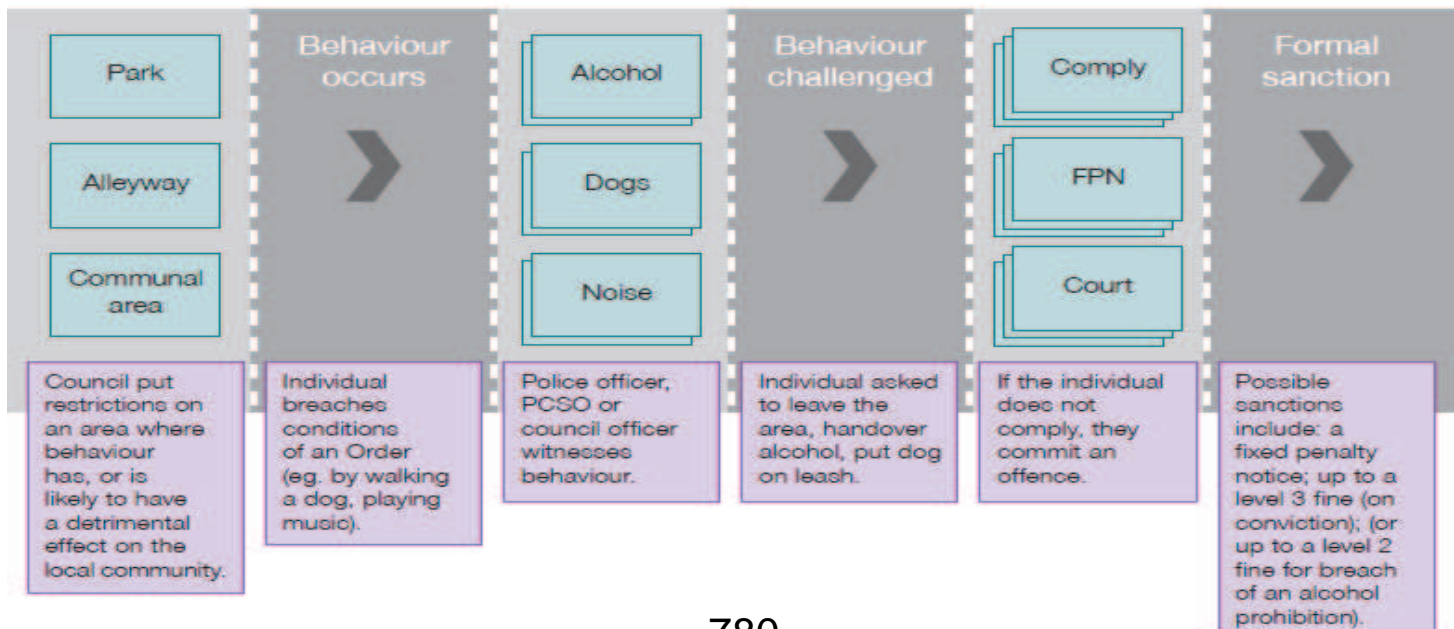 Park
Alleyway
Communal
area
Behaviour
occurs
Alcohol
Dogs
Noise
Behaviour
challenged
Comply
FPN
Court
Formal
sanction
Council put
restrictions on
an area where
behaviour
has, or is
likely to have
a detrimental
effect on the
local community.
Individual
breaches
conditions
of an Order
(eg. by walking
a dog, playing
music).
Police officer,
PCSO or
council officer
witnesses
behaviour.
Individual asked
to leave the
area, handover
alcohol, put dog
on leash.
If the individual
does not
comply, they
commit an
offence.
Possible
sanctions
include: a
fixed penalty
notice; up to a
level 3 fine (on
conviction); (or
up to a level 2
fine for breach
of an alcohol
prohibition).